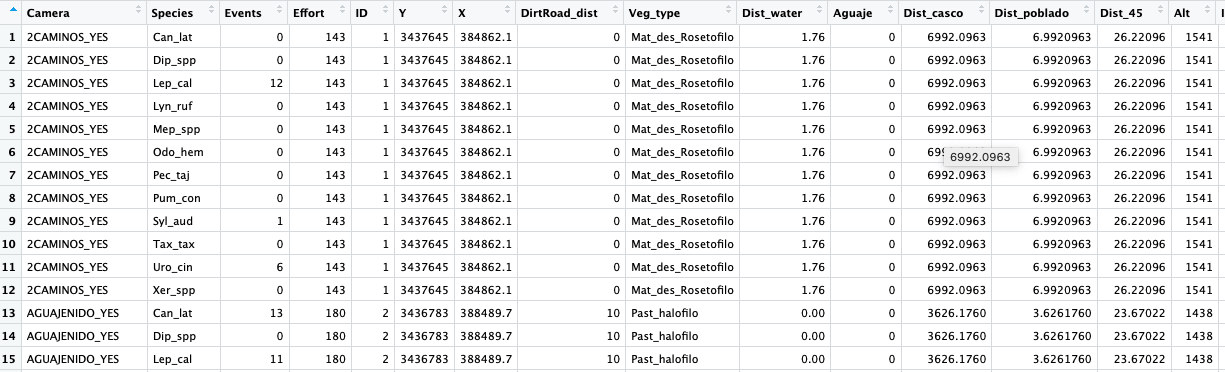 Camera Species Events Effort ID Y X DirtRoad_dist Veg_type Dist_water Aguaje Dist_casco Dist_poblado Dist_45 Alt
1 2CAMINOS_YES Can_lat 0 143 1 3437645 384862.1 0 Mat_des_Rosetofilo 1.76 0 6992.0963 6.9920963 26.22096 1541
2 2CAMINOS_YES Dip_spp 0 143 1 3437645 384862.1 0 Mat_des_Rosetofilo 1.76 0 6992.0963 6.9920963 26.22096 1541
3 2CAMINOS_YES Lep_cal 12 143 1 3437645 384862.1 0 Mat_des_Rosetofilo 1.76 0 6992.0963 6.9920963 26.22096 1541
4 2CAMINOS_YES Lyn_ruf 0 143 1 3437645 384862.1 0 Mat_des_Rosetofilo 1.76 0 6992.0963 6.9920963 26.22096 1541
5 2CAMINOS_YES Mep_spp 0 143 1 3437645 384862.1 0 Mat_des_Rosetofilo 1.76 0 6992.0963 6.9920963 26.22096 1541
6 2CAMINOS_YES Odo_hem 0 143 1 3437645 384862.1 0 Mat_des_Rosetofilo 1.76 0 6.9920963 26.22096 1541
6992.0963
7 2CAMINOS_YES Pec_taj 0 143 1 3437645 384862.1 0 Mat_des_Rosetofilo 1.76 0 6992.0963 6.9920963 26.22096 1541
8 2CAMINOS_YES Pum_con 0 143 1 3437645 384862.1 0 Mat_des_Rosetofilo 1.76 0 6992.0963 6.9920963 26.22096 1541
9 2CAMINOS_YES Syl_aud 1 143 1 3437645 384862.1 0 Mat_des_Rosetofilo 1.76 0 6992.0963 6.9920963 26.22096 1541
10 2CAMINOS_YES Tax_tax 0 143 1 3437645 384862.1 0 Mat_des_Rosetofilo 1.76 0 6992.0963 6.9920963 26.22096 1541
11 2CAMINOS_YES Uro_cin 6 143 1 3437645 384862.1 0 Mat_des_Rosetofilo 1.76 0 6992.0963 6.9920963 26.22096 1541
12 2CAMINOS_YES Xer_spp 0 143 1 3437645 384862.1 0 Mat_des_Rosetofilo 1.76 0 6992.0963 6.9920963 26.22096 1541
13 AGUAJENIDO_YES Can_lat 13 180 2 3436783 388489.7 10 Past_halofilo 0.00 0 3626.1760 3.6261760 23.67022 1438
14 AGUAJENIDO_YES Dip_spp 0 180 2 3436783 388489.7 10 Past_halofilo 0.00 0 3626.1760 3.6261760 23.67022 1438
15 AGUAJENIDO_YES Lep_cal 11 180 2 3436783 388489.7 10 Past_halofilo 0.00 0 3626.1760 3.6261760 23.67022 1438